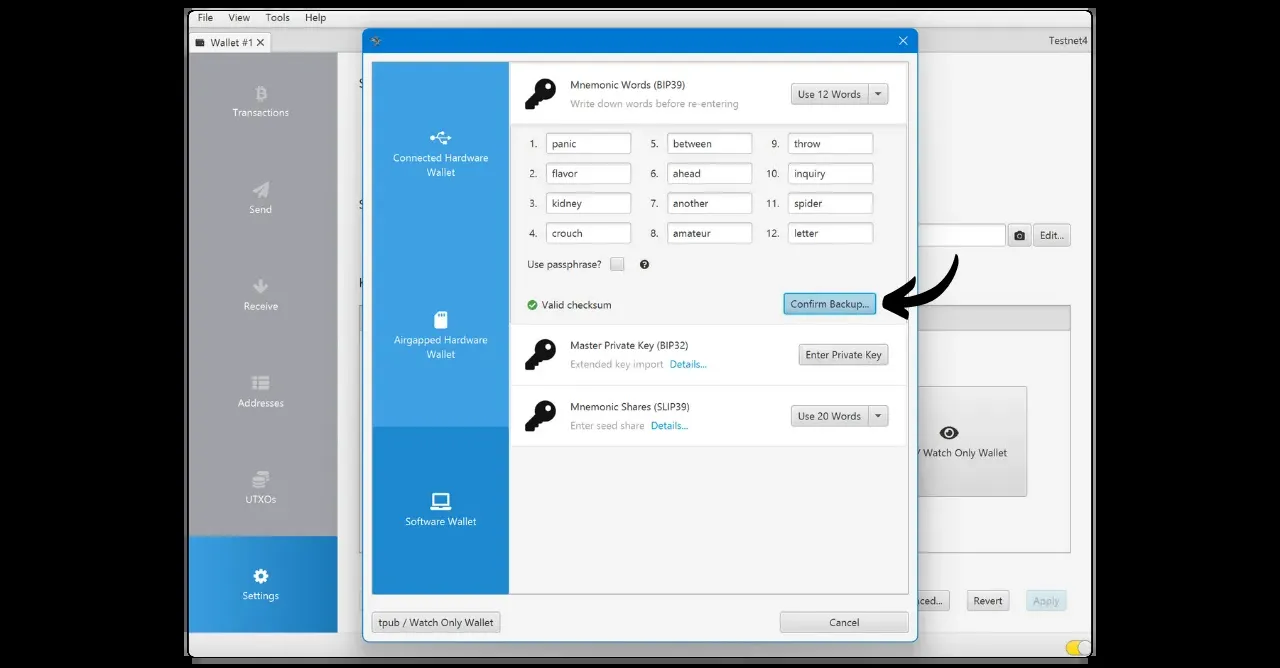 File View Tools Help
Wallet #1
Testnet4
Transactions
Send
Receive
Addresses
UTXOs
Settings
Connected Hardware
Wallet
Airgapped Hardware
Wallet
Software Wallet
Mnemonic Words (BIP39)
Write down words before re-entering
Use 12 Words
1. panic 5. between 9. throw
2. flavor 6. ahead 10. inquiry
3. kidney 7. another 11. spider
4. crouch 8. amateur 12. letter
Use passphrase? ?
Valid checksum
Confirm Backup...
Master Private Key (BIP32)
Extended key import Details...
Enter Private Key
Mnemonic Shares (SLIP39)
Enter seed share Details...
Use 20 Words
tpub / Watch Only Wallet
Cancel
Edit...
/ Watch Only Wallet
ced...
Revert
Apply